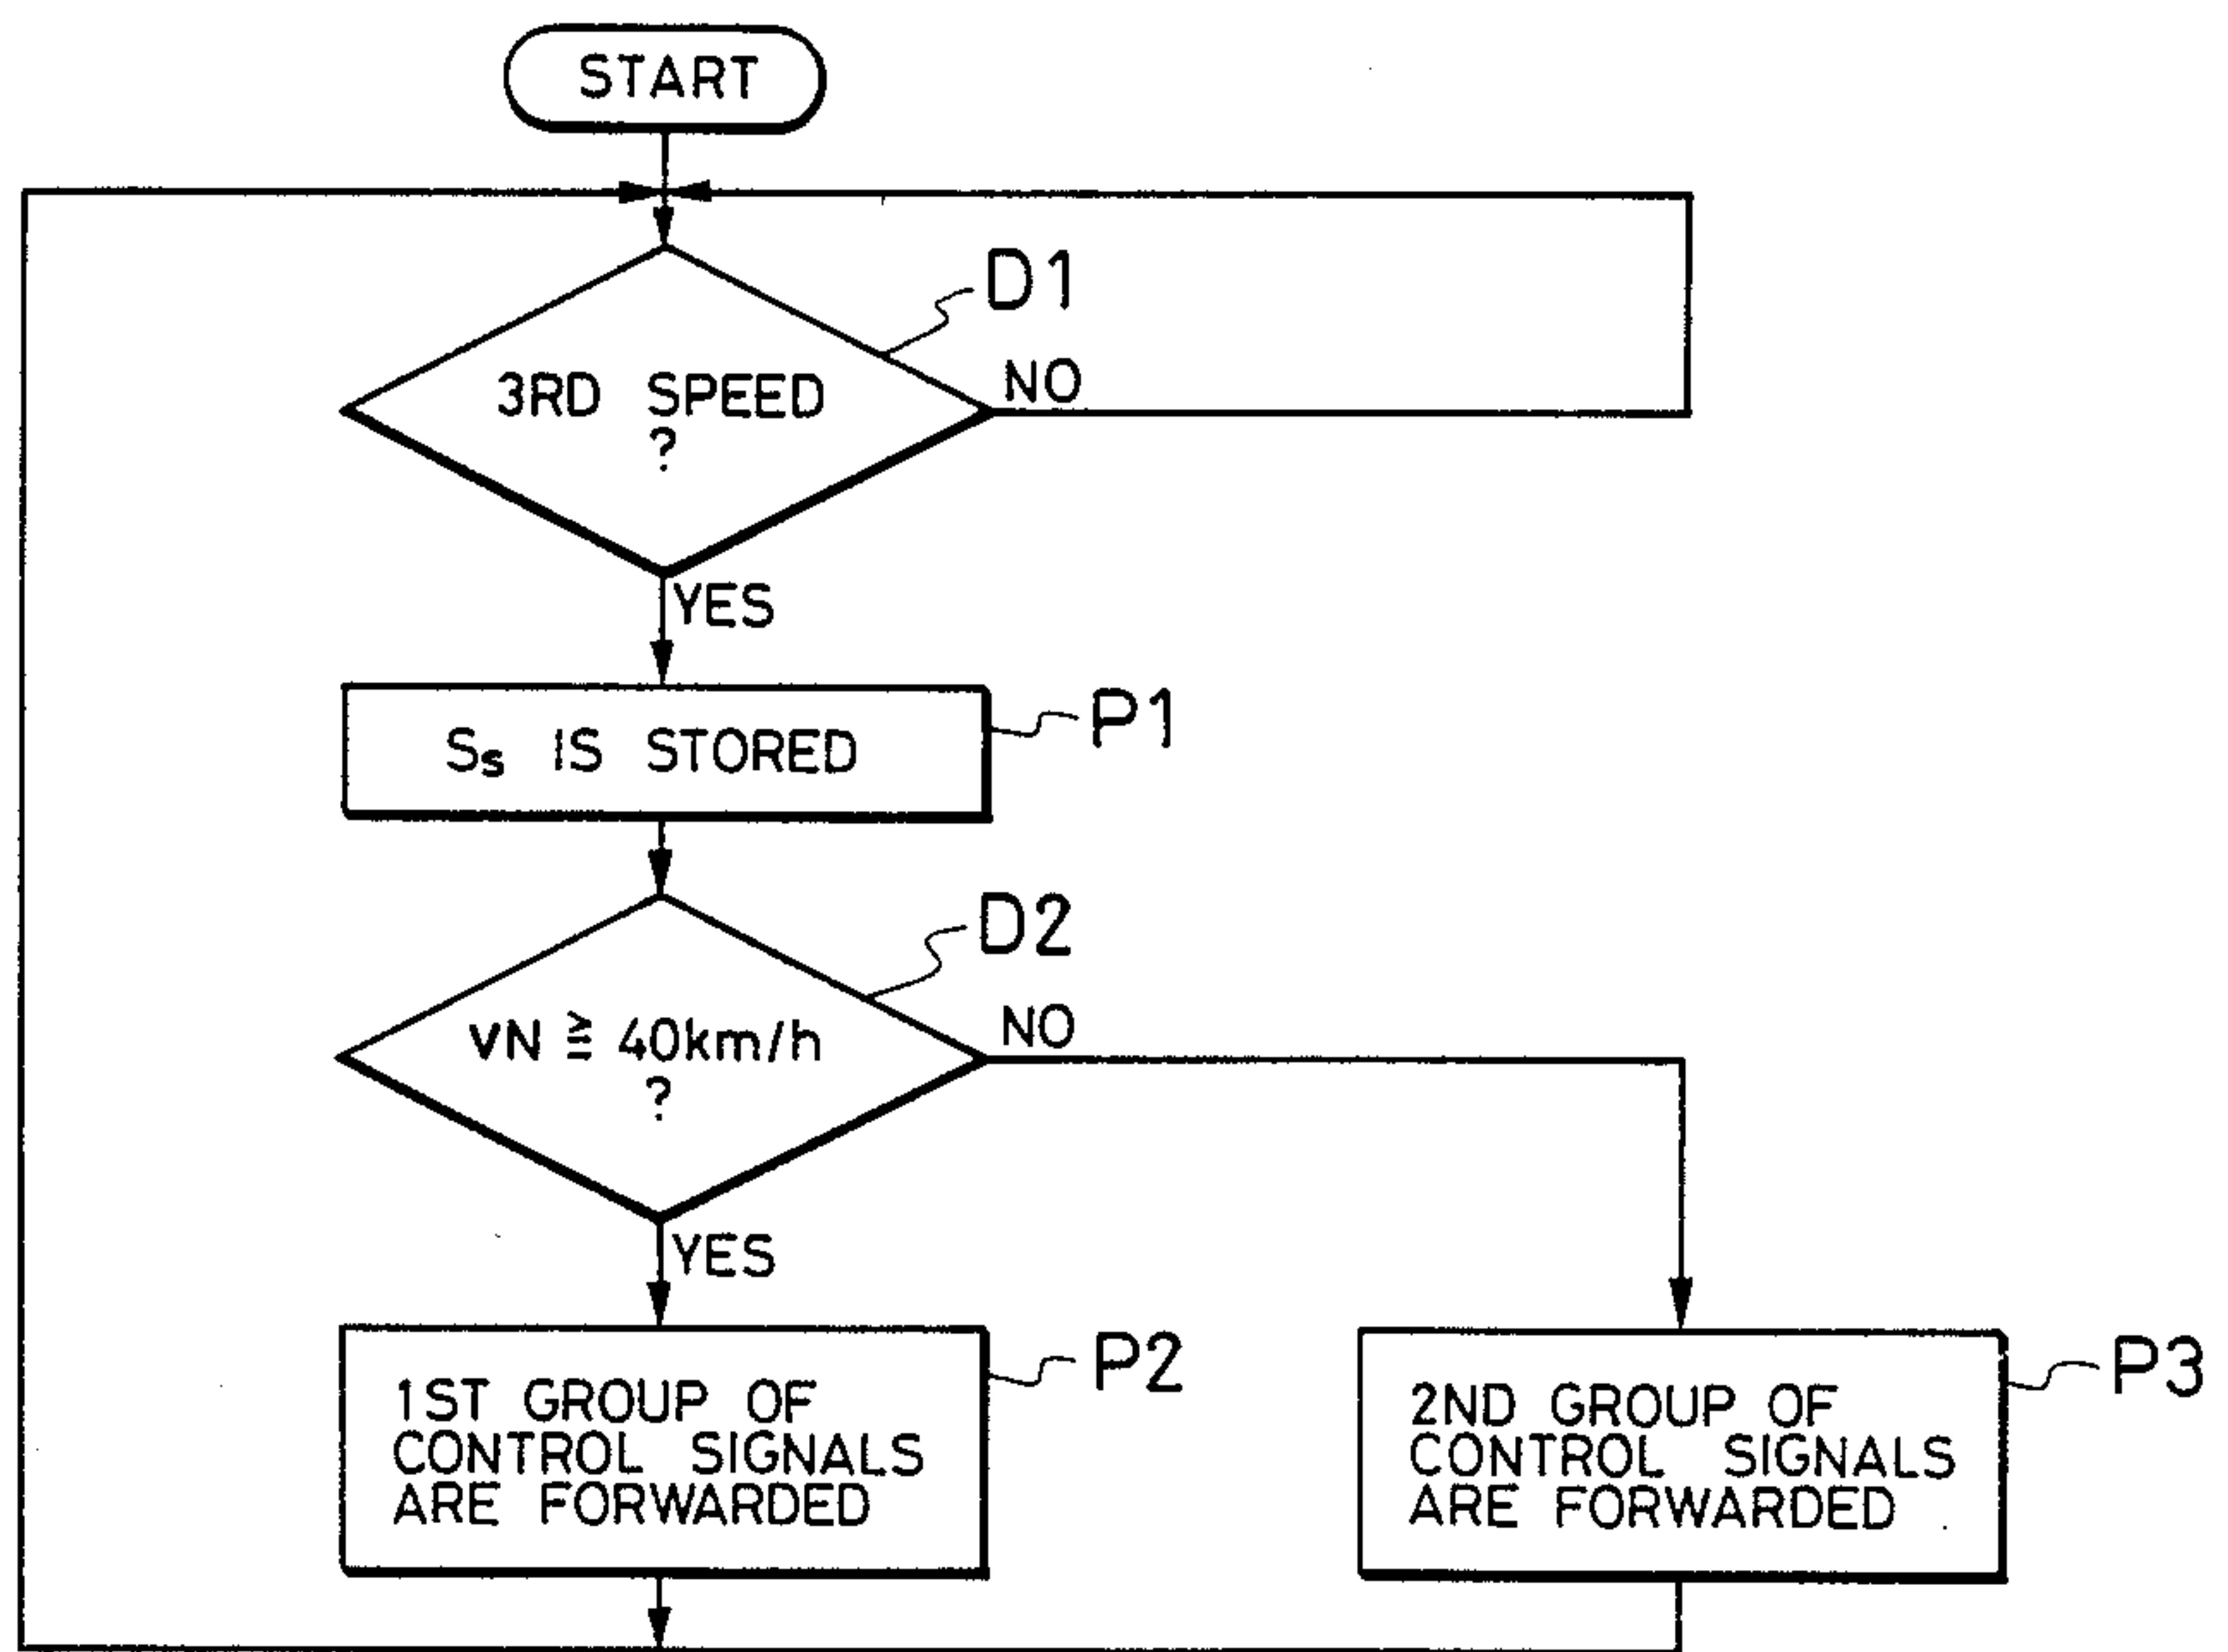 START
D1
3RD SPEED
?
NO
YES
Ss IS STORED
P1
D2
VN ≧ 40km/h
?
NO
YES
1ST GROUP OF
CONTROL SIGNALS
ARE FORWARDED
P2
2ND GROUP OF
CONTROL SIGNALS
ARE FORWARDED
P3